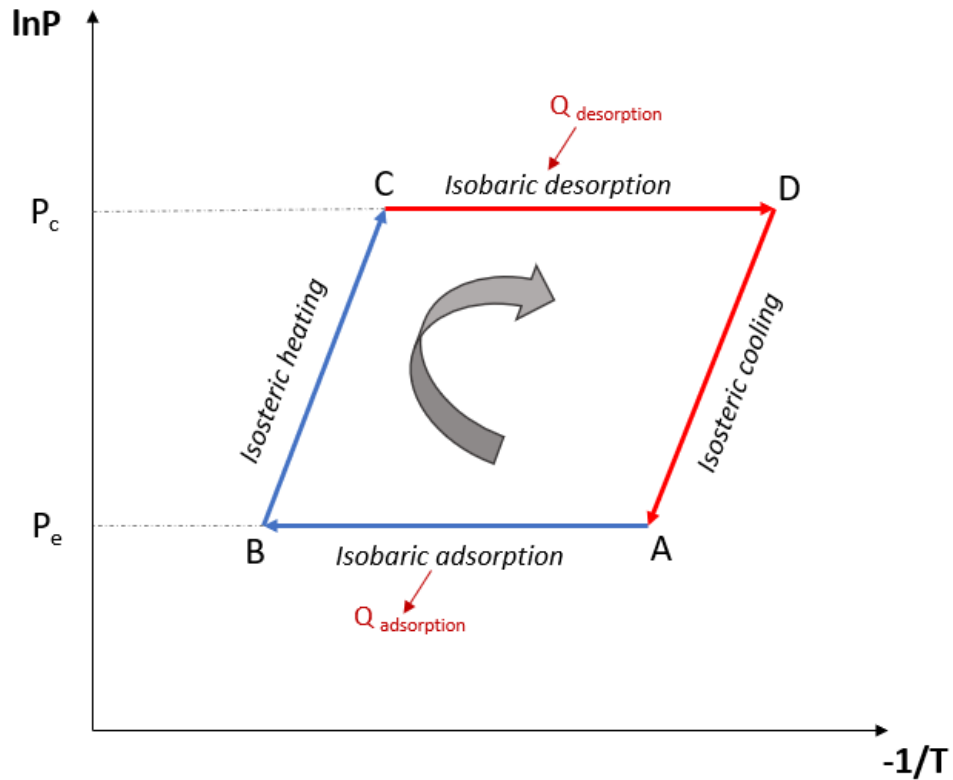 lnP
Q desorption
Isobaric desorption
C
D
Pc
Isosteric heating
Isosteric cooling
Pe
B
A
Isobaric adsorption
Q adsorption
-1/T